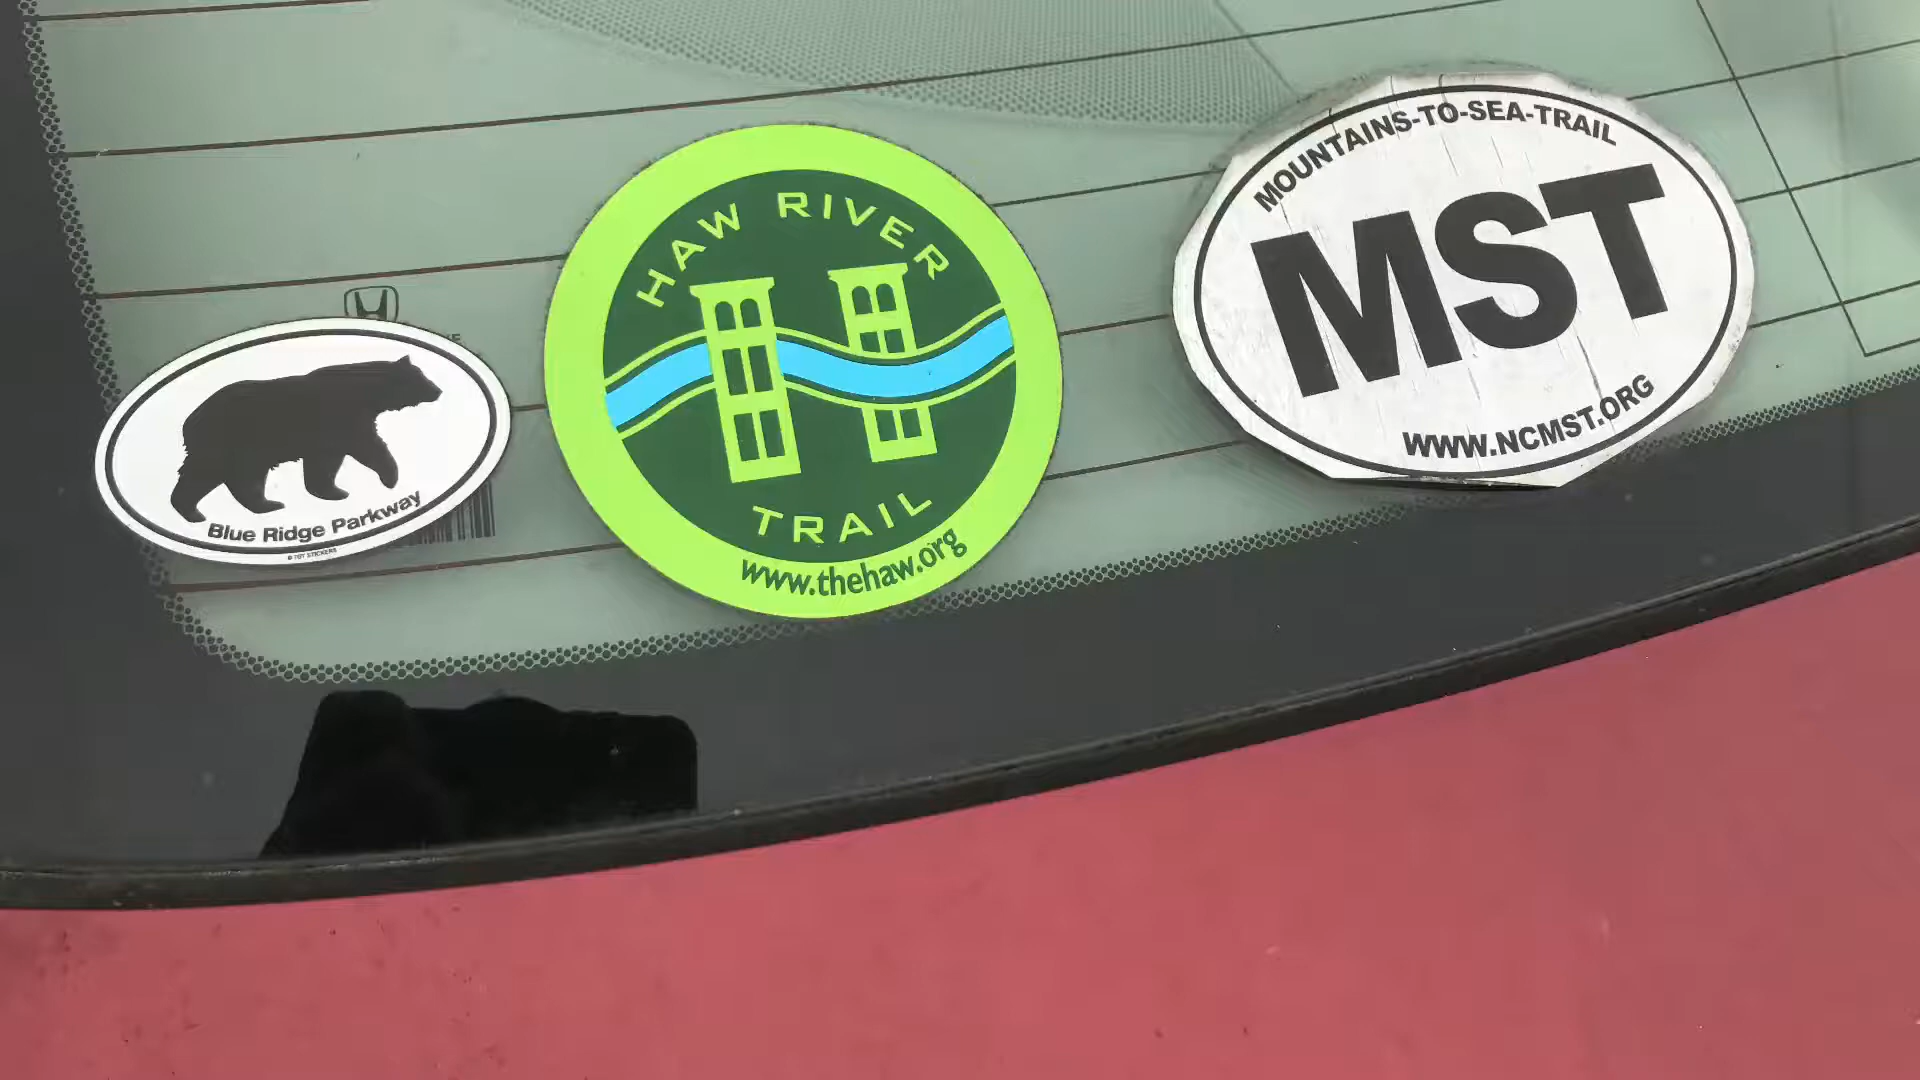 Blue Ridge Parkway
HAW RIVER
TRAIL
www.thehaw.org
MOUNTAINS-TO-SEA-TRAIL
MST
WWW.NCMST.ORG